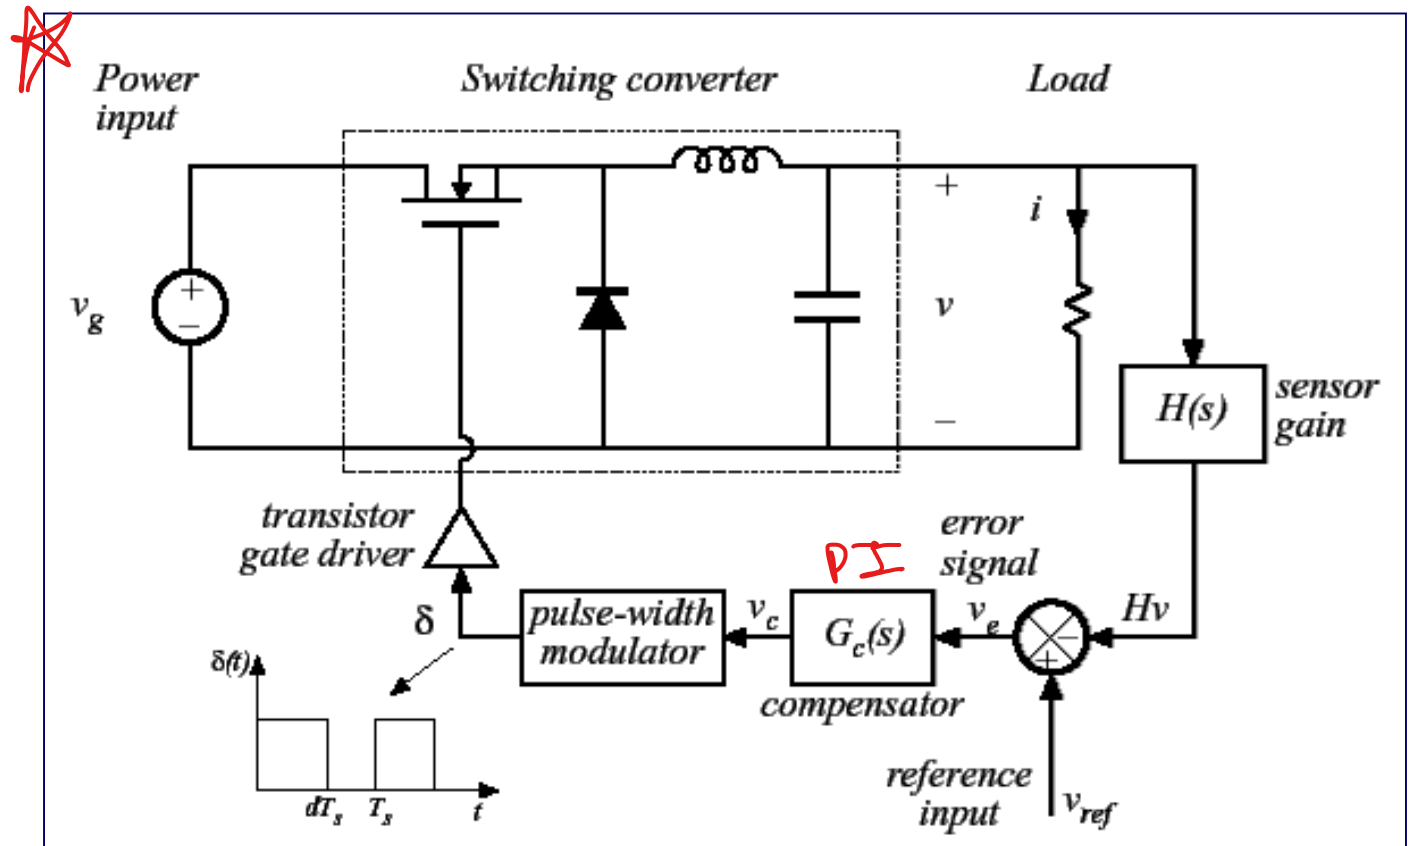 Power
input
Switching converter
Load
+
i
v_g
+
–
v
–
H(s)
sensor
gain
transistor
gate driver
error
signal
PI
δ
pulse-width
modulator
v_c
G_c(s)
v_e
–
+
Hv
compensator
δ(t)
dT_s
T_s
t
reference
input
v_ref